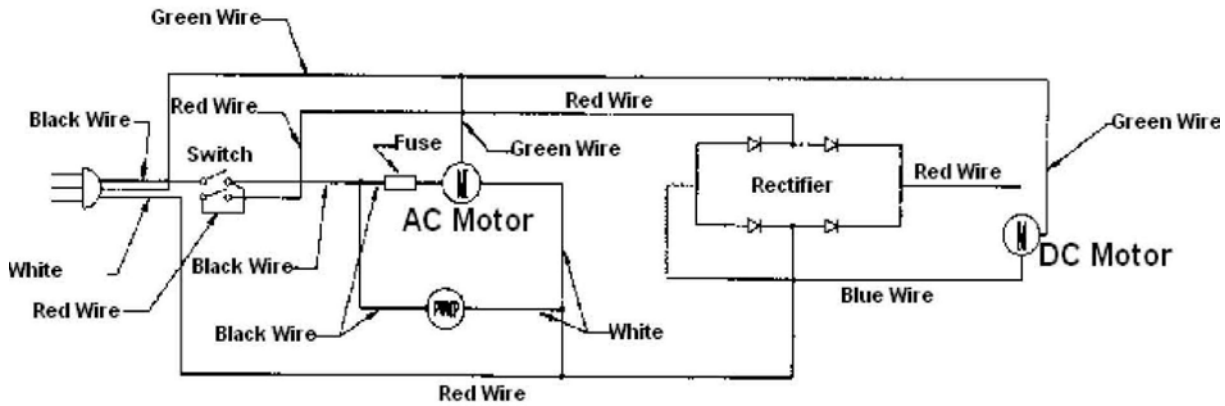 Green Wire
Red Wire
Red Wire
Black Wire
Fuse
Green Wire
Green Wire
Switch
Rectifier
Red Wire
M
AC Motor
M
DC Motor
White
Black Wire
Blue Wire
Red Wire
PUMP
Black Wire
White
Red Wire